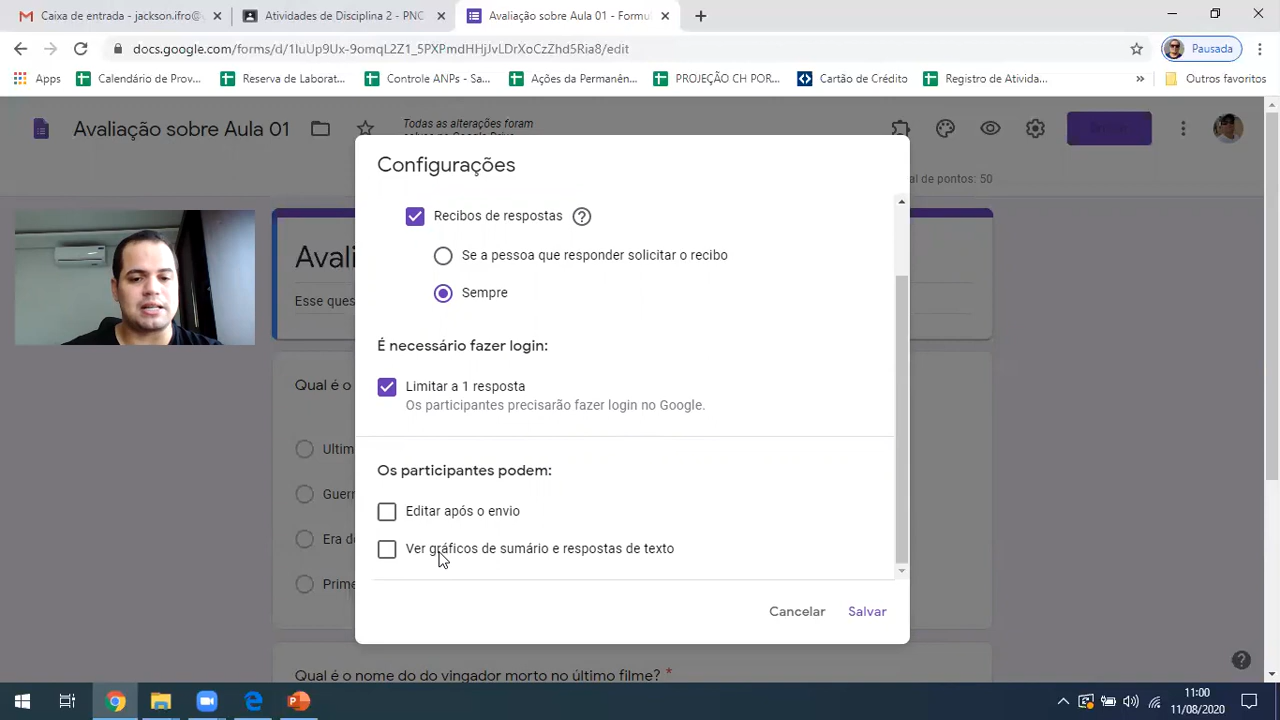 Caixa de entrada - jackson.ifro@
Atividades de Disciplina 2 - PNC
Avaliação sobre Aula 01 - Formul
docs.google.com/forms/d/1IuUp9Ux-9omqL2Z1_5PXPmdHHjJvLDrXoCzZhd5Ria8/edit
Pausada
Apps
Calendário de Prov...
Reserva de Laborat...
Controle ANPs - Sa...
Ações da Permanên...
PROJEÇÃO CH POR...
Cartão de Crédito
Registro de Ativida...
»
Outros favoritos
Avaliação sobre Aula 01
Todas as alterações foram
Enviar
al de pontos: 50
Configurações
Recibos de respostas
Se a pessoa que responder solicitar o recibo
Sempre
É necessário fazer login:
Limitar a 1 resposta
Os participantes precisarão fazer login no Google.
Os participantes podem:
Editar após o envio
Ver gráficos de sumário e respostas de texto
Cancelar
Salvar
Avali
Esse ques
Qual é o
Ultim
Guerr
Era d
Prime
Qual é o nome do do vingador morto no último filme? *
11:00
11/08/2020